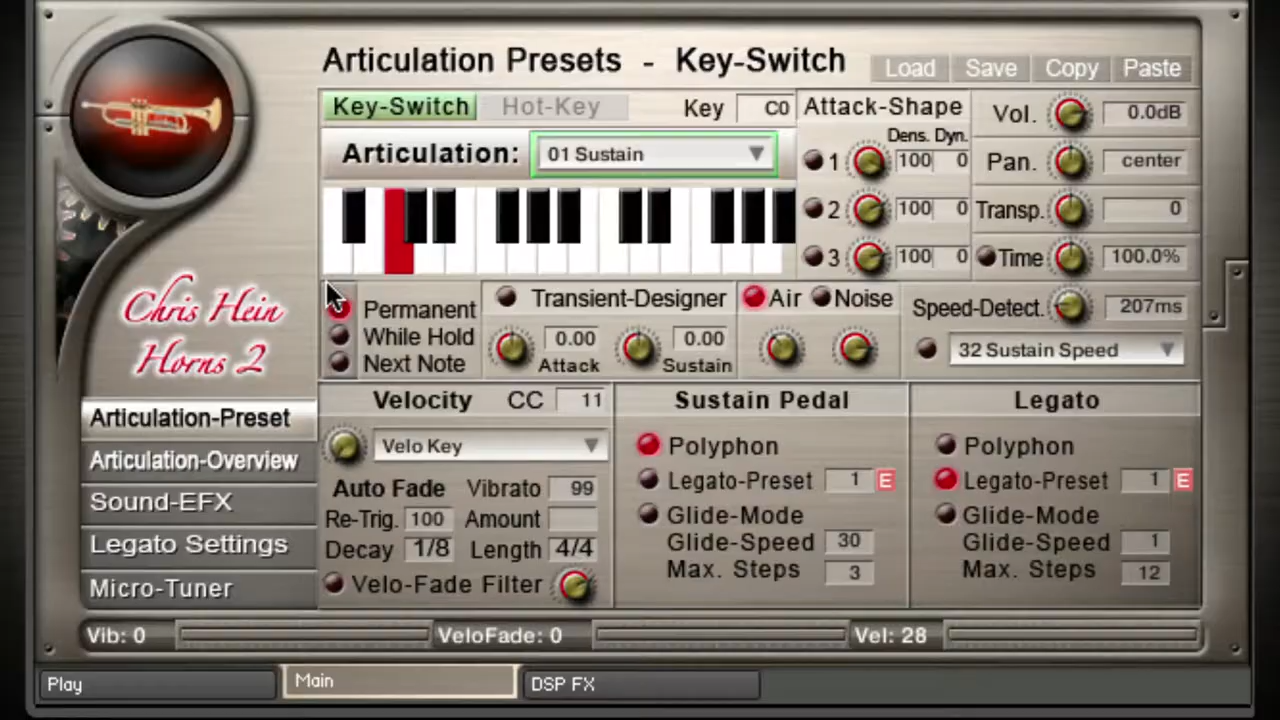 Articulation Presets - Key-Switch
Load Save Copy Paste
Key-Switch Hot-Key Key C0
Attack-Shape
Vol. 0.0dB
Articulation: 01 Sustain
Dens. Dyn.
1 100 0
Pan. center
2 100 0
Transp. 0
3 100 0
Time 100.0%
Chris Hein
Horns 2
Permanent
While Hold
Next Note
Transient-Designer
0.00 0.00
Attack Sustain
Air Noise
Speed-Detect. 207ms
32 Sustain Speed
Articulation-Preset
Articulation-Overview
Sound-EFX
Legato Settings
Micro-Tuner
Velocity CC 11
Velo Key
Auto Fade Vibrato 99
Re-Trig. 100 Amount
Decay 1/8 Length 4/4
Velo-Fade Filter
Sustain Pedal
Polyphon
Legato-Preset 1 E
Glide-Mode
Glide-Speed 30
Max. Steps 3
Legato
Polyphon
Legato-Preset 1 E
Glide-Mode
Glide-Speed 1
Max. Steps 12
Vib: 0 VeloFade: 0 Vel: 28
Play Main DSP FX